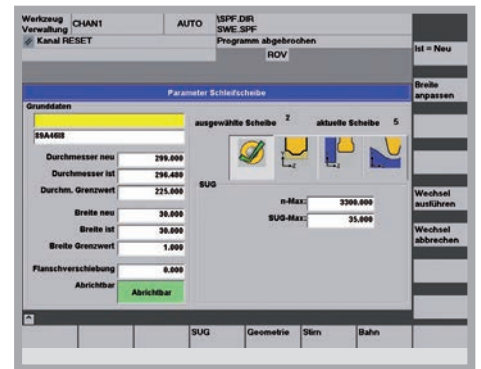 Werkzeug Verwaltung CHAN1 AUTO \SPF.DIR
SWE.SPF
Kanal RESET Programm abgebrochen
ROV
Ist = Neu
Breite anpassen
Parameter Schleifscheibe
Grunddaten
ausgewählte Scheibe 2 aktuelle Scheibe 5
89A46I8
Durchmesser neu 299.000
Durchmesser ist 296.480
Durchm. Grenzwert 225.000
SUG
n-Max: 3300.000
SUG-Max: 35.000
Breite neu 30.000
Breite ist 30.000
Breite Grenzwert 1.000
Flanschverschiebung 0.000
Abrichtbar Abrichtbar
Wechsel ausführen
Wechsel abbrechen
SUG Geometrie Stirn Bahn